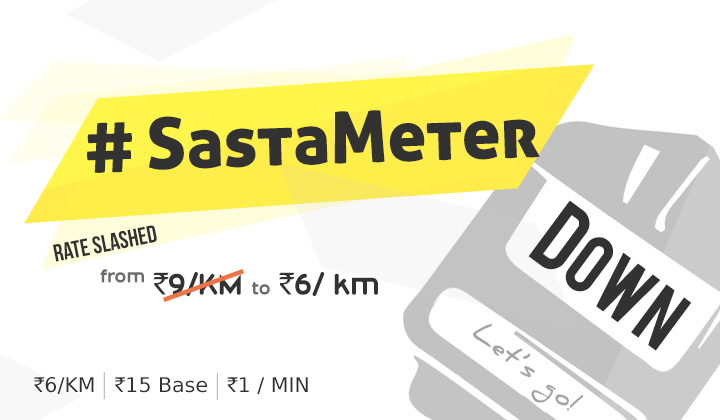 # SastaMeter
RATE SLASHED
from ₹9/KM to ₹6/ km
DOWN
Let's go!
₹6/KM | ₹15 Base | ₹1 / MIN